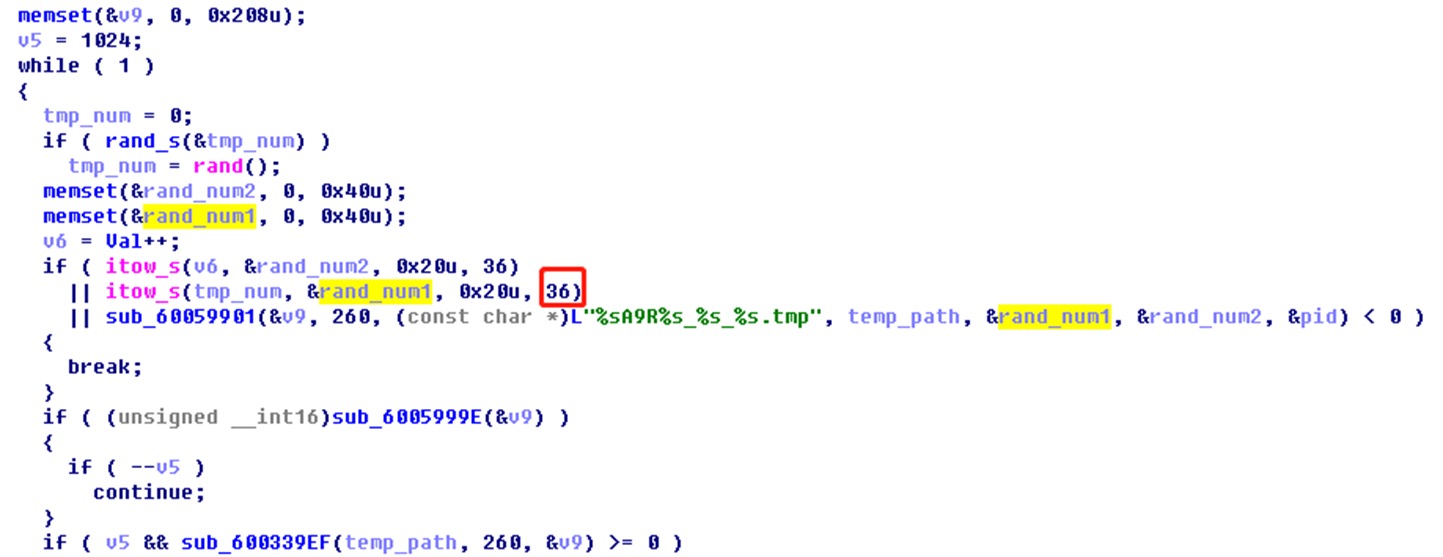 memset(&v9, 0, 0x208u);
v5 = 1024;
while ( 1 )
{
tmp_num = 0;
if ( rand_s(&tmp_num) )
tmp_num = rand();
memset(&rand_num2, 0, 0x40u);
memset(&rand_num1, 0, 0x40u);
v6 = Val++;
if ( itow_s(v6, &rand_num2, 0x20u, 36)
|| itow_s(tmp_num, &rand_num1, 0x20u, 36)
|| sub_60059901(&v9, 260, (const char *)L"%sA9R%s_%s_%s.tmp", temp_path, &rand_num1, &rand_num2, &pid) < 0 )
{
break;
}
if ( (unsigned __int16)sub_6005999E(&v9) )
{
if ( --v5 )
continue;
}
if ( v5 && sub_600339EF(temp_path, 260, &v9) >= 0 )